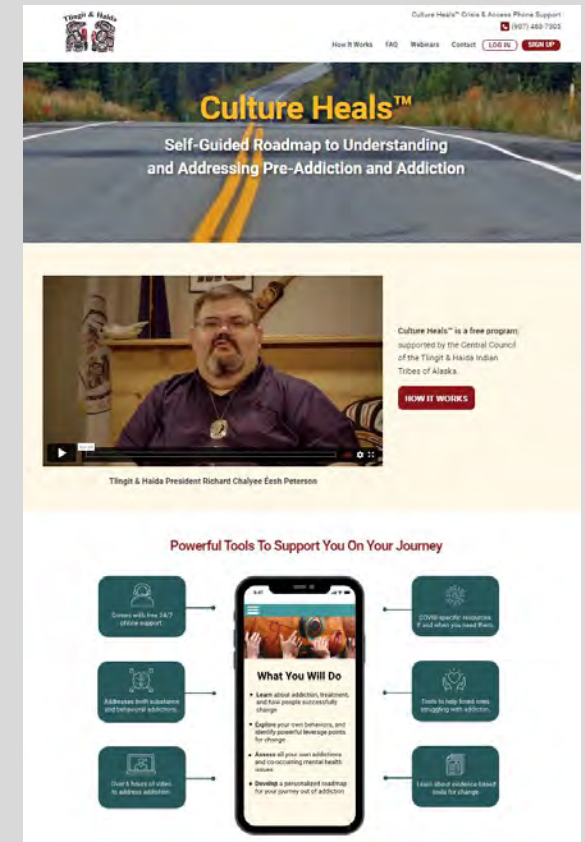 Tlingit & Haida
Culture Heals™ Crisis & Access Phone Support
(907) 463-7303
How It Works FAQ Webinars Contact LOG IN SIGN UP
Culture Heals™
Self-Guided Roadmap to Understanding
and Addressing Pre-Addiction and Addiction
Culture Heals™ is a free program,
supported by the Central Council
of the Tlingit & Haida Indian
Tribes of Alaska.
HOW IT WORKS
Tlingit & Haida President Richard Chalyee Éesh Peterson
Powerful Tools To Support You On Your Journey
Comes with free 24/7
phone support.
Addresses both substance
and behavioral addictions.
Over 6 hours of video
to address addiction.
9:41
What You Will Do
• Learn about addiction, treatment,
and how people successfully
change
• Explore your own behaviors, and
identify powerful leverage points
for change
• Assess all your own addictions
and co-occurring mental health
issues
• Develop a personalized roadmap
for your journey out of addiction
COVID-specific resources
if and when you need them.
Tools to help loved ones
struggling with addiction.
Learn about evidence-based
tools for change.